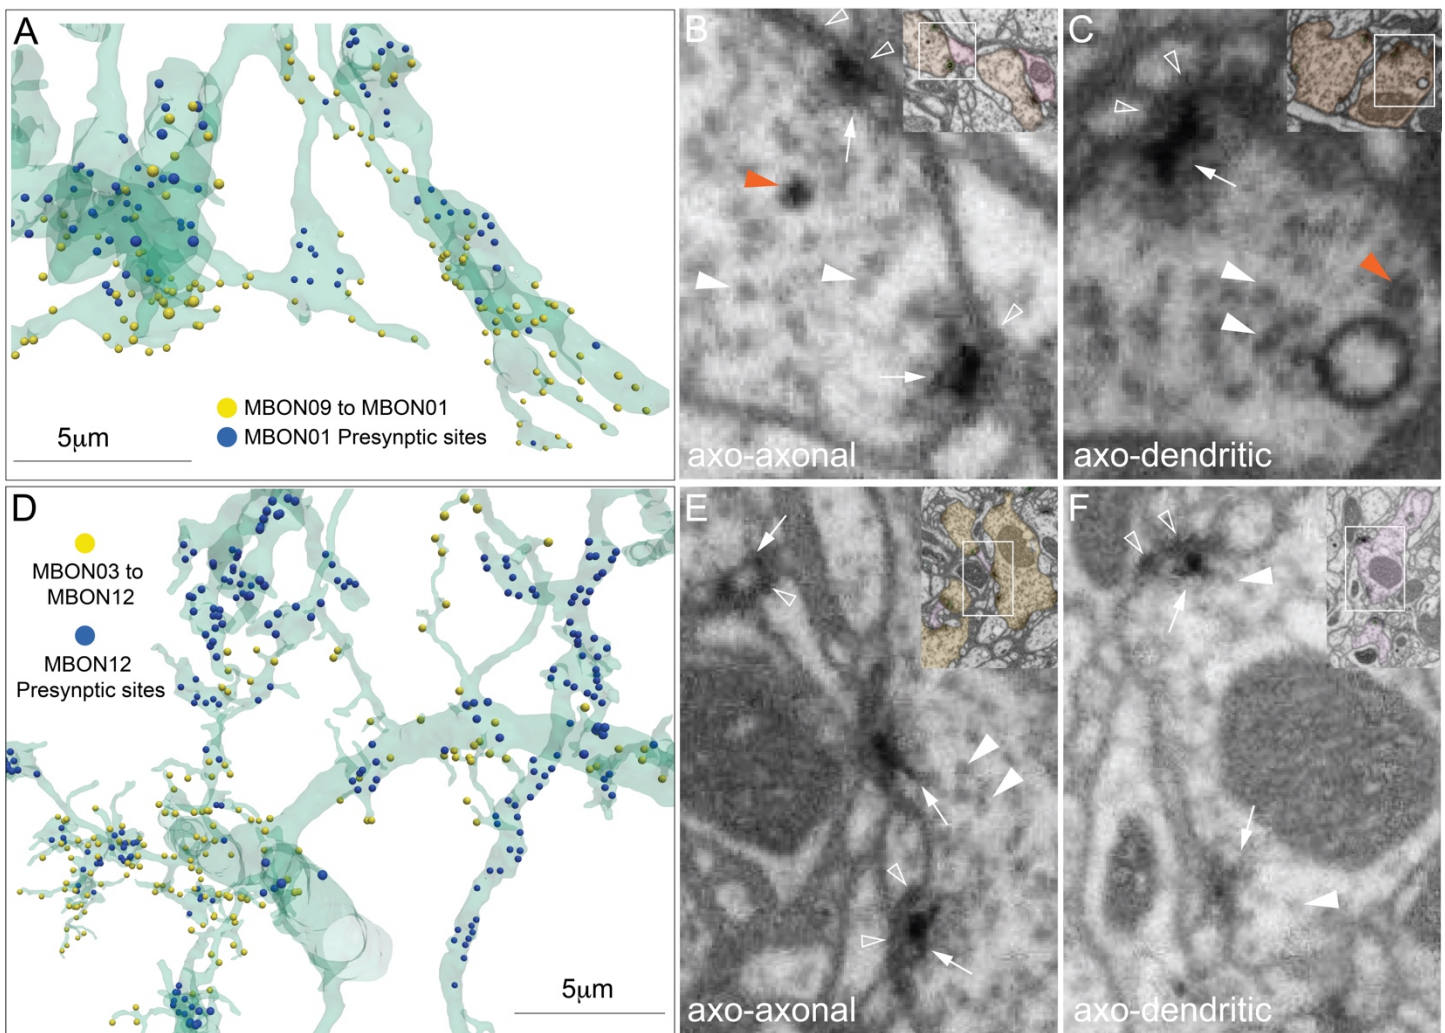 A
MBON09 to MBON01
MBON01 Presynptic sites
5μm
B
axo-axonal
C
axo-dendritic
D
MBON03 to
MBON12
MBON12
Presynptic sites
5μm
E
axo-axonal
F
axo-dendritic